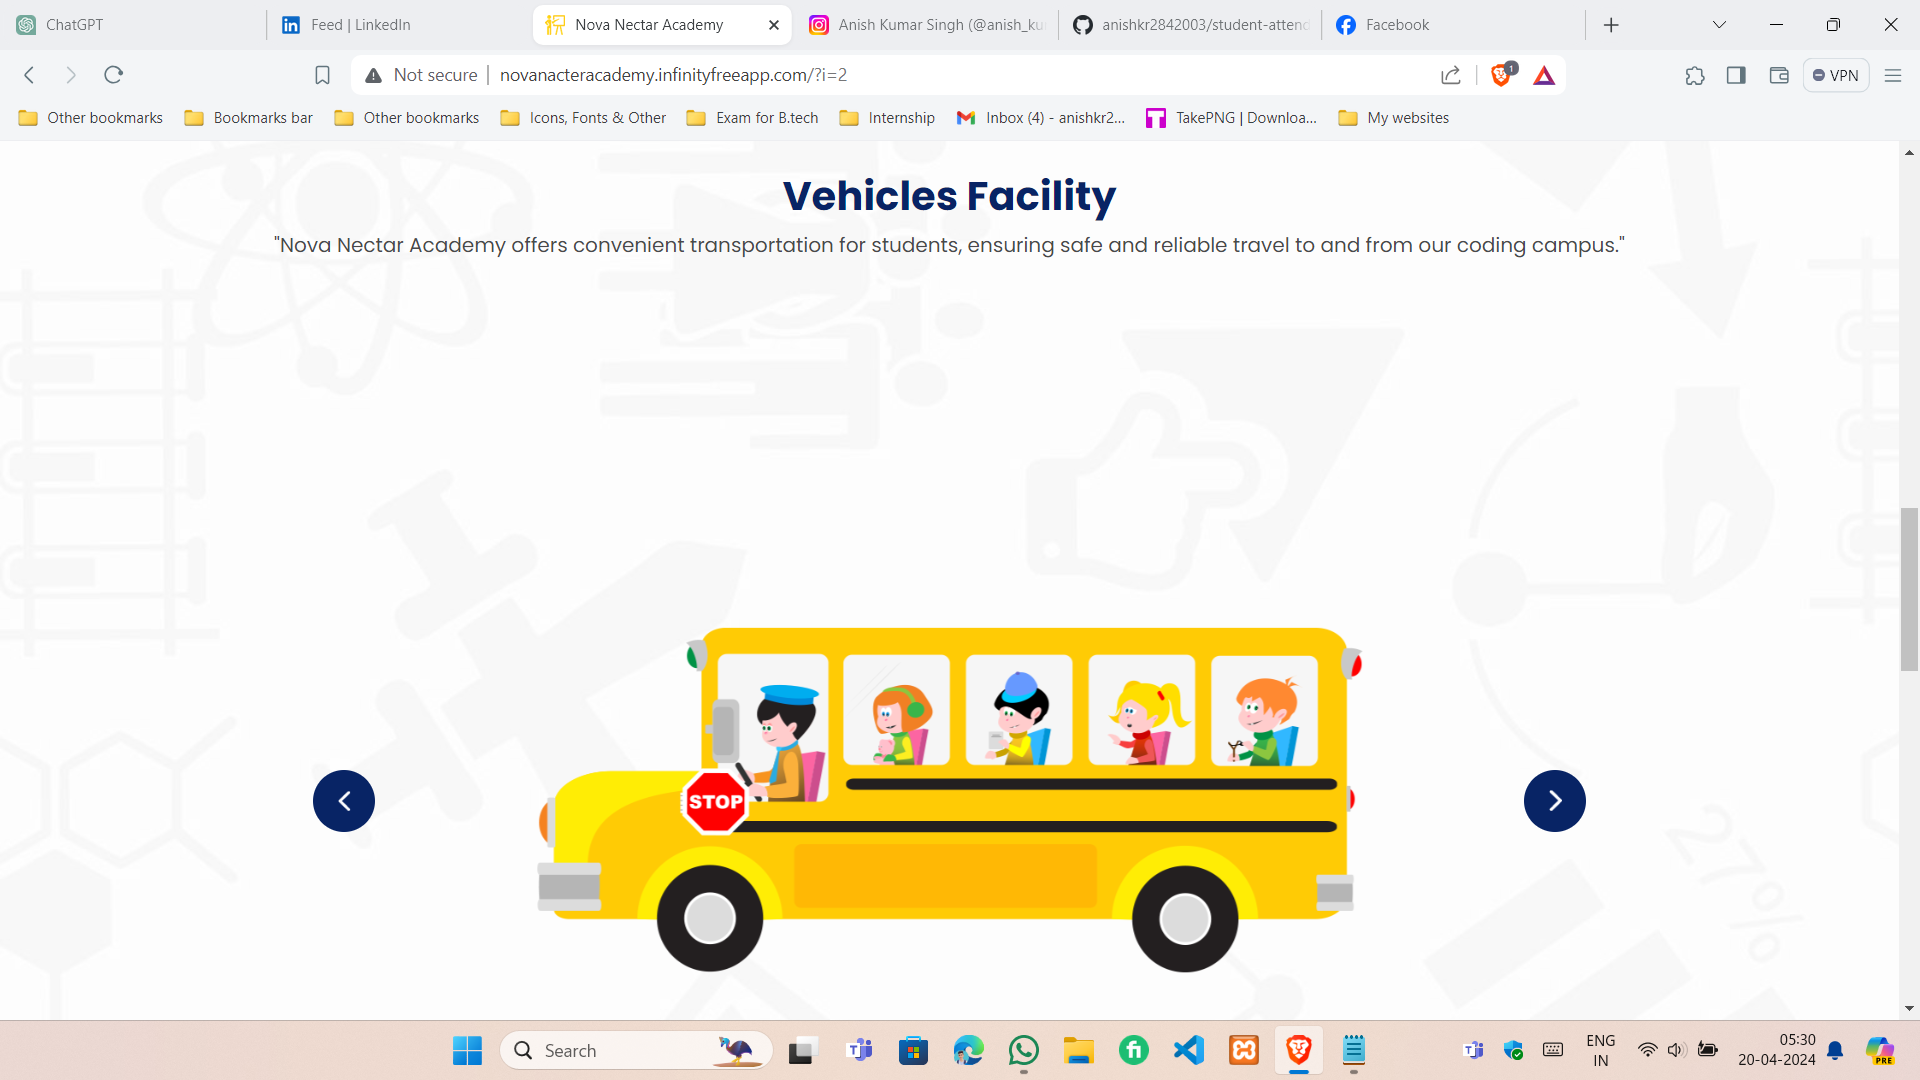 ChatGPT
Feed | LinkedIn
Nova Nectar Academy
Anish Kumar Singh (@anish_ku
anishkr2842003/student-attend
Facebook
Not secure
novanacteracademy.infinityfreeapp.com/?i=2
1
VPN
Other bookmarks
Bookmarks bar
Other bookmarks
Icons, Fonts & Other
Exam for B.tech
Internship
Inbox (4) - anishkr2...
TakePNG | Downloa...
My websites
Vehicles Facility
"Nova Nectar Academy offers convenient transportation for students, ensuring safe and reliable travel to and from our coding campus."
STOP
27%
Search
ENG
IN
05:30
20-04-2024
PRE